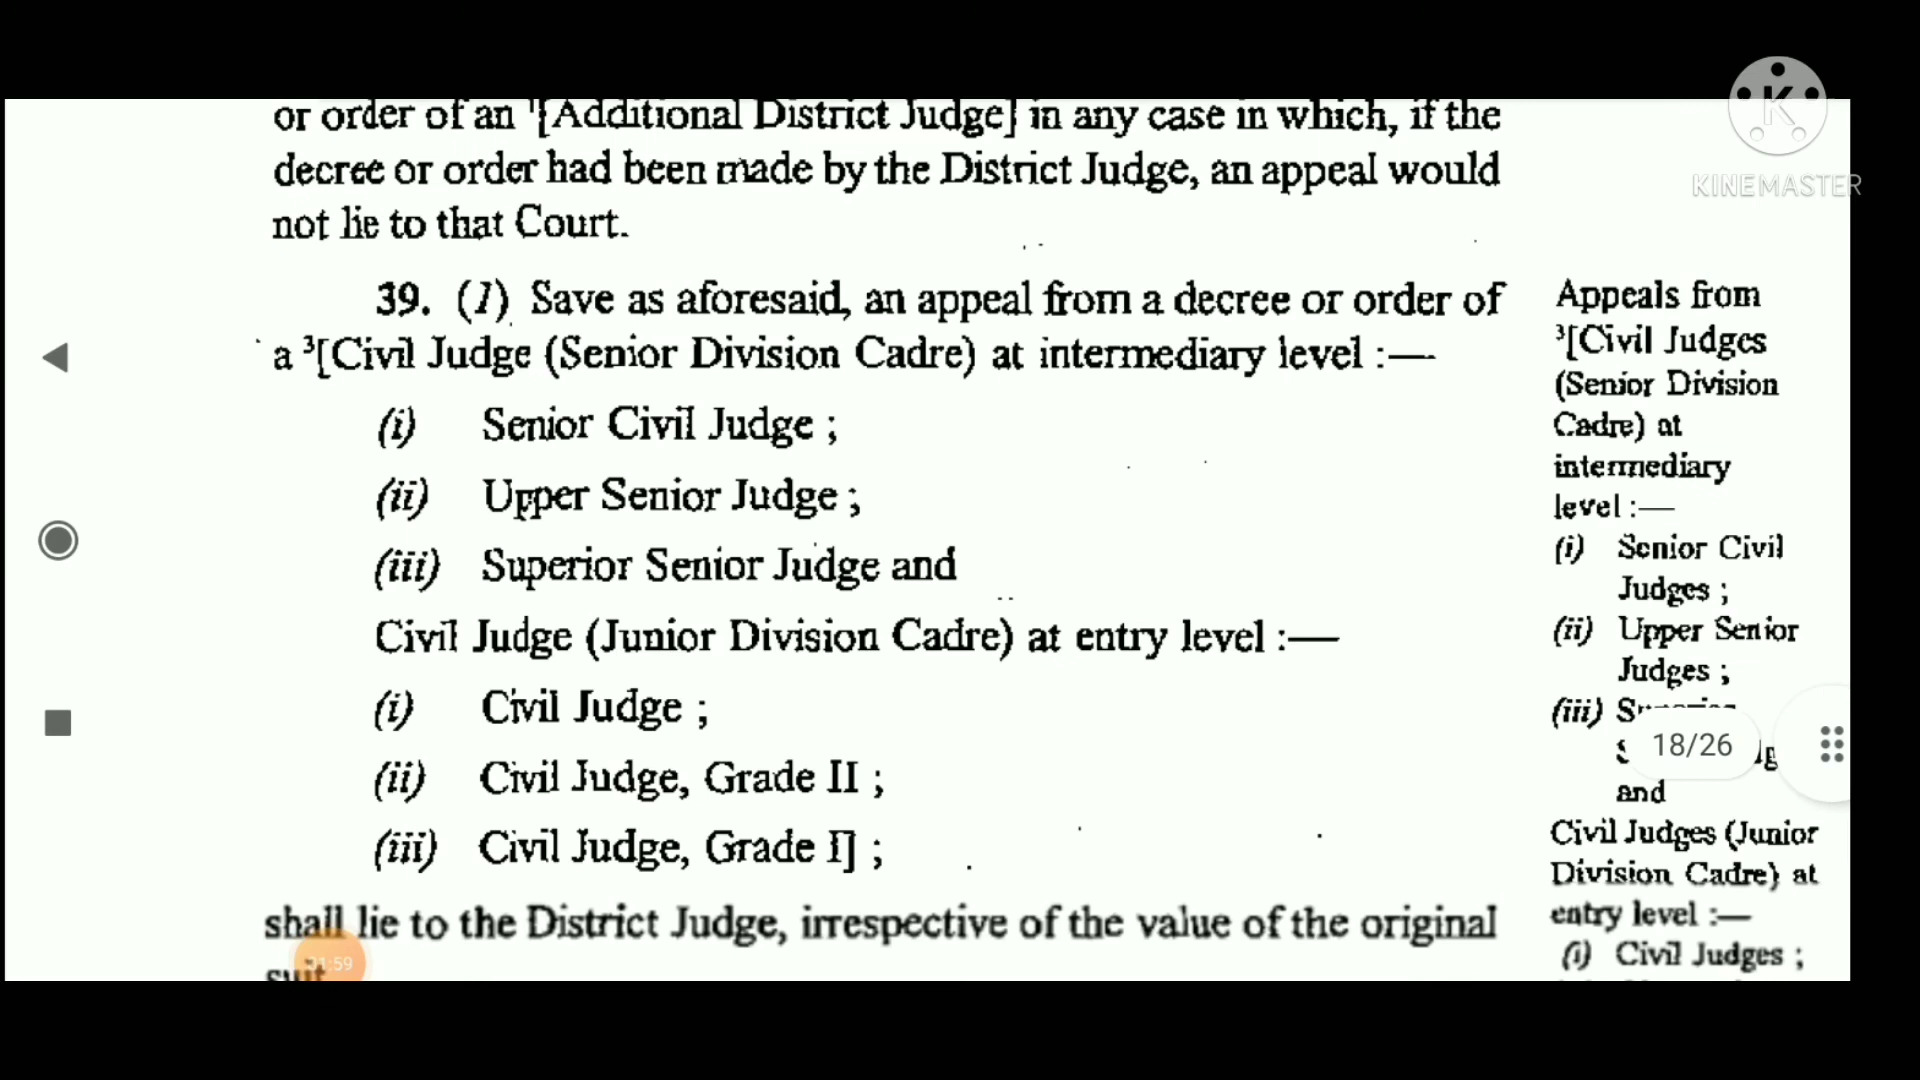 or order of an ¹[Additional District Judge] in any case in which, if the
decree or order had been made by the District Judge, an appeal would
not lie to that Court.
39. (1) Save as aforesaid, an appeal from a decree or order of
a ³[Civil Judge (Senior Division Cadre) at intermediary level :—
(i) Senior Civil Judge ;
(ii) Upper Senior Judge ;
(iii) Superior Senior Judge and
Civil Judge (Junior Division Cadre) at entry level :—
(i) Civil Judge ;
(ii) Civil Judge, Grade II ;
(iii) Civil Judge, Grade I] ;
shall lie to the District Judge, irrespective of the value of the original
suit
Appeals from
³[Civil Judges
(Senior Division
Cadre) at
intermediary
level :—
(i) Senior Civil
Judges ;
(ii) Upper Senior
Judges ;
(iii)
and
Civil Judges (Junior
Division Cadre) at
entry level :—
(i) Civil Judges ;
18/26
01:59
K
KINEMASTER